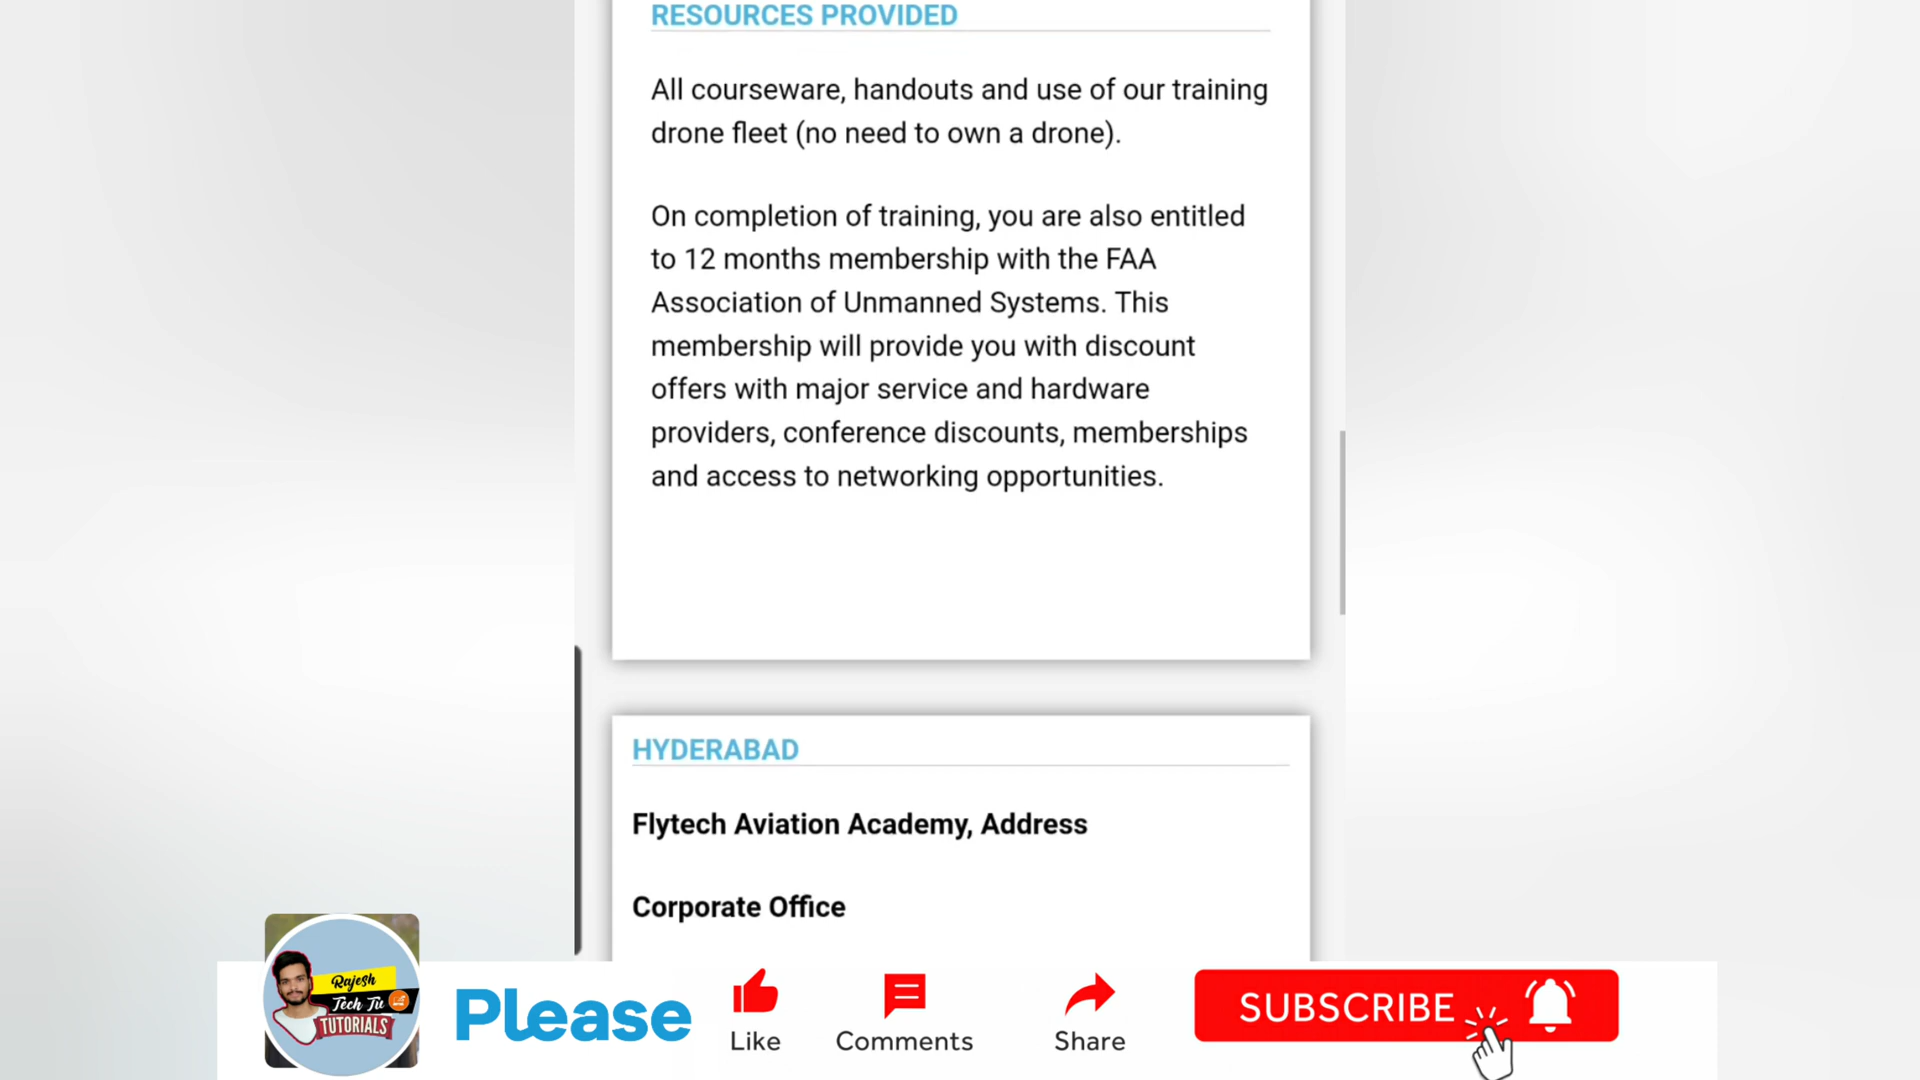 RESOURCES PROVIDED
All courseware, handouts and use of our training
drone fleet (no need to own a drone).
On completion of training, you are also entitled
to 12 months membership with the FAA
Association of Unmanned Systems. This
membership will provide you with discount
offers with major service and hardware
providers, conference discounts, memberships
and access to networking opportunities.
HYDERABAD
Flytech Aviation Academy, Address
Corporate Office
Rajesh
Tech Tu
TUTORIALS
Please
Like
Comments
Share
SUBSCRIBE